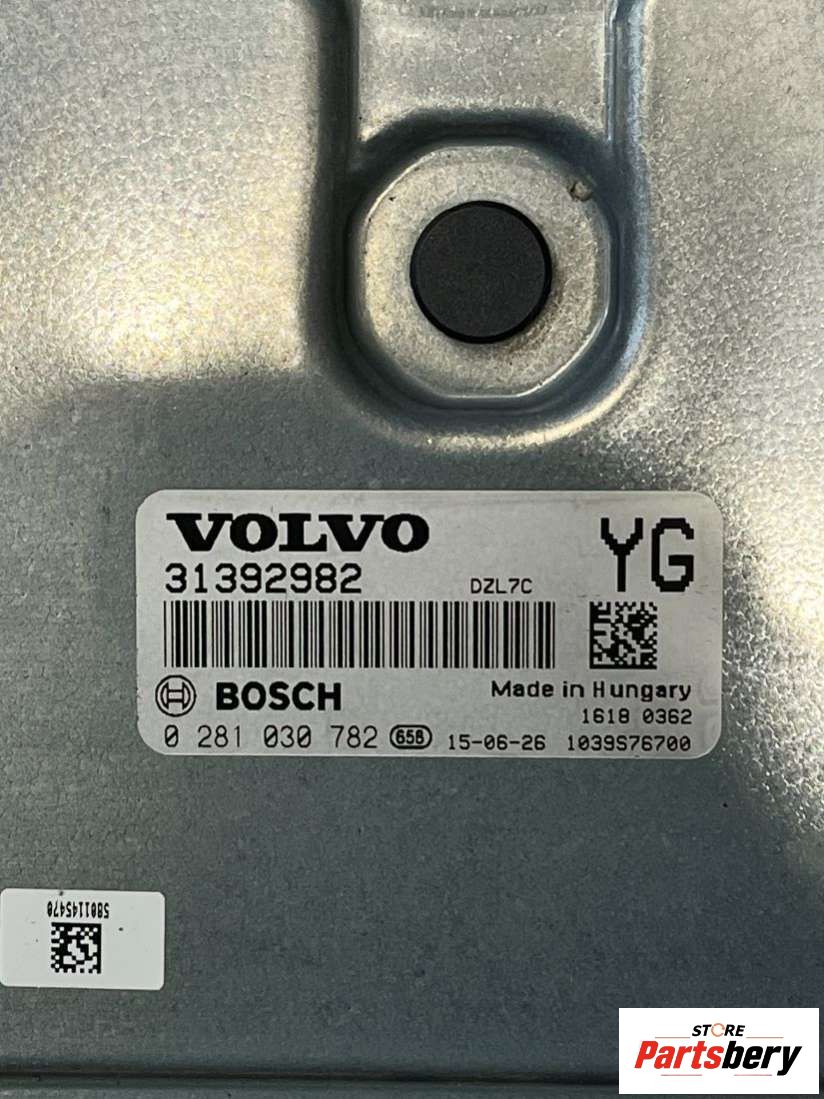 VOLVO
YG
31392982
DZL7C
BOSCH
Made in Hungary
1618 0362
0 281 030 782 658 15-06-26 1039S76700
5801145470
STORE
Partsbery